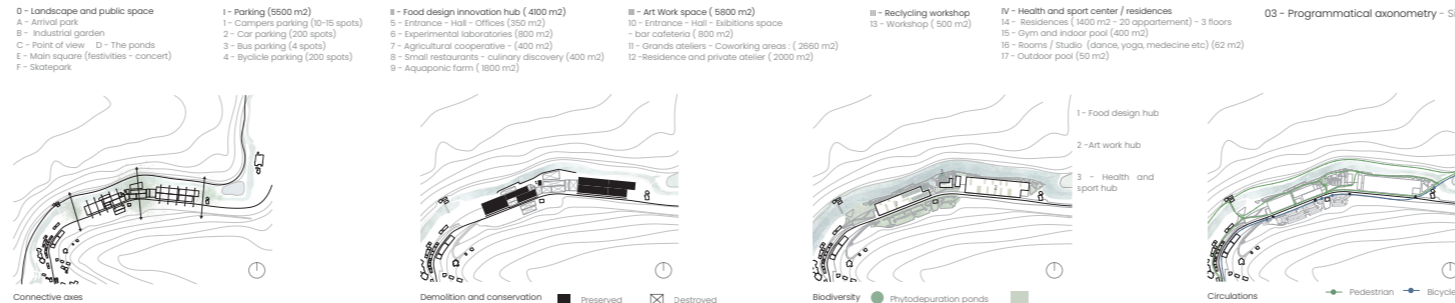 0 - Landscape and public space
A - Arrival park
B - Industrial garden
C - Point of view D - The ponds
E - Main square (festivities - concert)
F - Skatepark
I - Parking (5500 m2)
1 - Campers parking (10-15 spots)
2 - Car parking (200 spots)
3 - Bus parking (4 spots)
4 - Byclicle parking (200 spots)
II - Food design innovation hub ( 4100 m2)
5 - Entrance - Hall - Offices (350 m2)
6 - Experimental laboratories (800 m2)
7 - Agricultural cooperative - (400 m2)
8 - Small restaurants - culinary discovery (400 m2)
9 - Aquaponic farm ( 1800 m2)
III - Art Work space ( 5800 m2)
10 - Entrance - Hall - Exibitions space
- bar cafeteria ( 800 m2)
11 - Grands ateliers - Coworking areas : ( 2660 m2)
12 -Residence and private atelier ( 2000 m2)
III - Reclycling workshop
13 - Workshop ( 500 m2)
IV - Health and sport center / residences
14 - Residences ( 1400 m2 - 20 appartement) - 3 floors
15 - Gym and indoor pool (400 m2)
16 - Rooms / Studio (dance, yoga, medecine etc) (62 m2)
17 - Outdoor pool (50 m2)
03 - Programmatical axonometry -
1 - Food design hub
2 -Art work hub
3 - Health and
sport hub
Connective axes
Demolition and conservation
Preserved
Destroyed
Biodiversity
Phytodepuration ponds
Circulations
Pedestrian
Bicycle